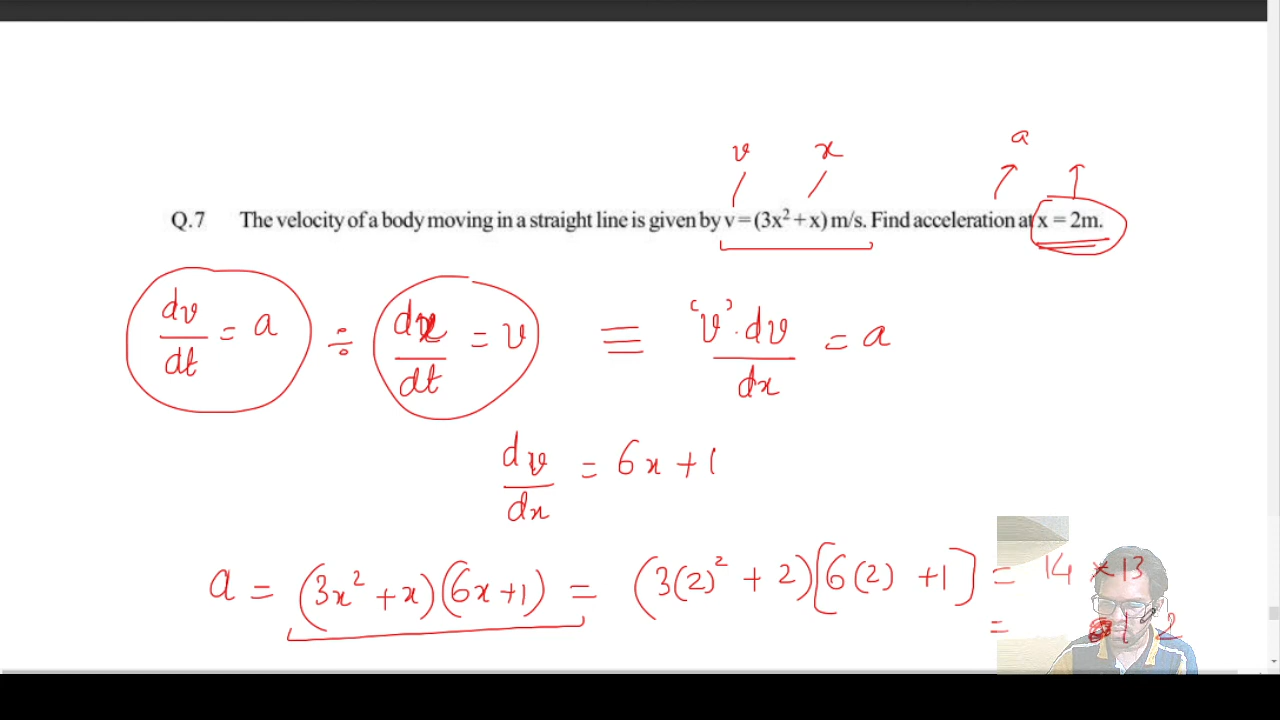 v x a
Q.7 The velocity of a body moving in a straight line is given by v = (3x² + x) m/s. Find acceleration at x = 2m.
dv/dt = a ÷ dx/dt = v ≡ 'v'·dv/dx = a
dv/dx = 6x + 1
a = (3x² + x)(6x + 1) = (3(2)² + 2)[6(2) + 1] = 14 × 13
=